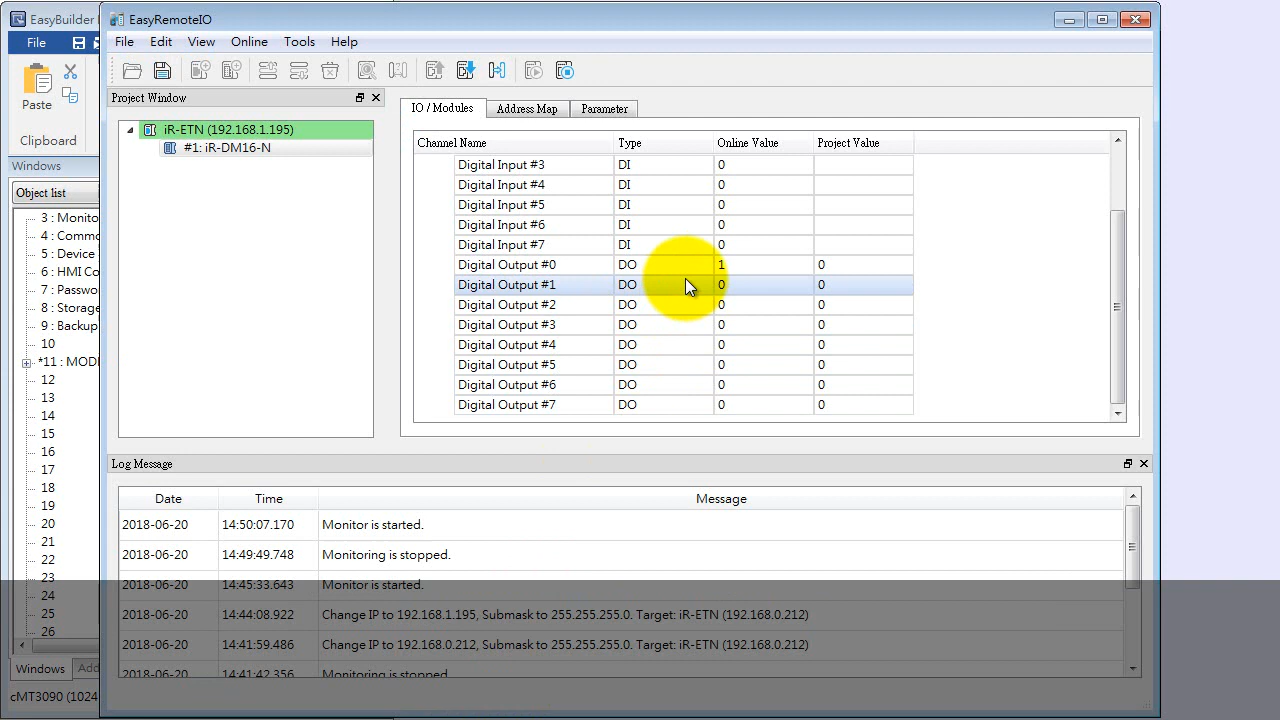 EasyBuilder
EasyRemoteIO
File
File Edit View Online Tools Help
Paste
Clipboard
Windows
Object list
3 : Monito
4 : Commo
5 : Device
6 : HMI Co
7 : Passwo
8 : Storage
9 : Backup
10
*11 : MODI
12
13
14
15
16
17
18
19
20
21
22
23
24
25
26
Windows Add
cMT3090 (1024
Project Window
iR-ETN (192.168.1.195)
#1: iR-DM16-N
IO / Modules Address Map Parameter
Channel Name Type Online Value Project Value
Digital Input #3 DI 0
Digital Input #4 DI 0
Digital Input #5 DI 0
Digital Input #6 DI 0
Digital Input #7 DI 0
Digital Output #0 DO 1 0
Digital Output #1 DO 0 0
Digital Output #2 DO 0 0
Digital Output #3 DO 0 0
Digital Output #4 DO 0 0
Digital Output #5 DO 0 0
Digital Output #6 DO 0 0
Digital Output #7 DO 0 0
Log Message
Date Time Message
2018-06-20 14:50:07.170 Monitor is started.
2018-06-20 14:49:49.748 Monitoring is stopped.
2018-06-20 14:45:33.643 Monitor is started.
2018-06-20 14:44:08.922 Change IP to 192.168.1.195, Submask to 255.255.255.0. Target: iR-ETN (192.168.0.212)
2018-06-20 14:41:59.486 Change IP to 192.168.0.212, Submask to 255.255.255.0. Target: iR-ETN (192.168.0.212)
2018-06-20 14:41:42.356 Monitoring is stopped.